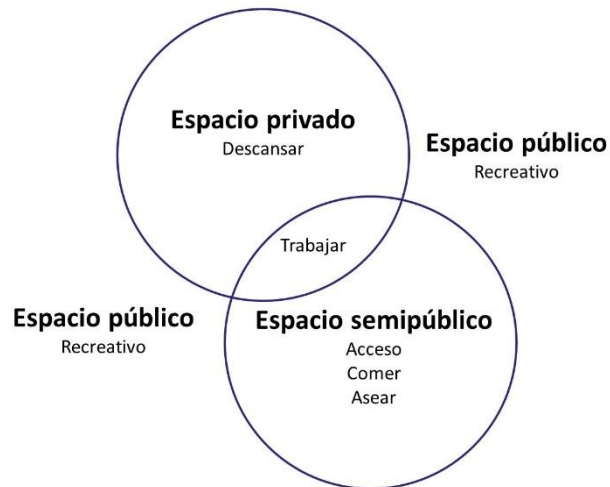 Espacio privado
Descansar
Espacio público
Recreativo
Trabajar
Espacio público
Recreativo
Espacio semipúblico
Acceso
Comer
Asear